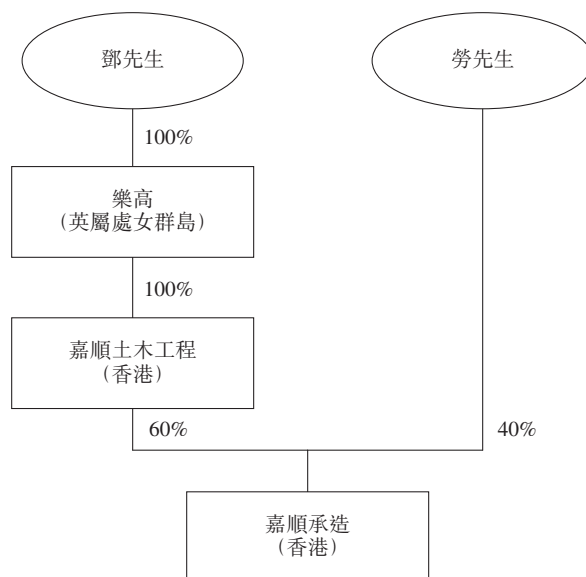 鄧先生
勞先生
100%
樂高
(英屬處女群島)
100%
嘉順土木工程
(香港)
60%
40%
嘉順承造
(香港)